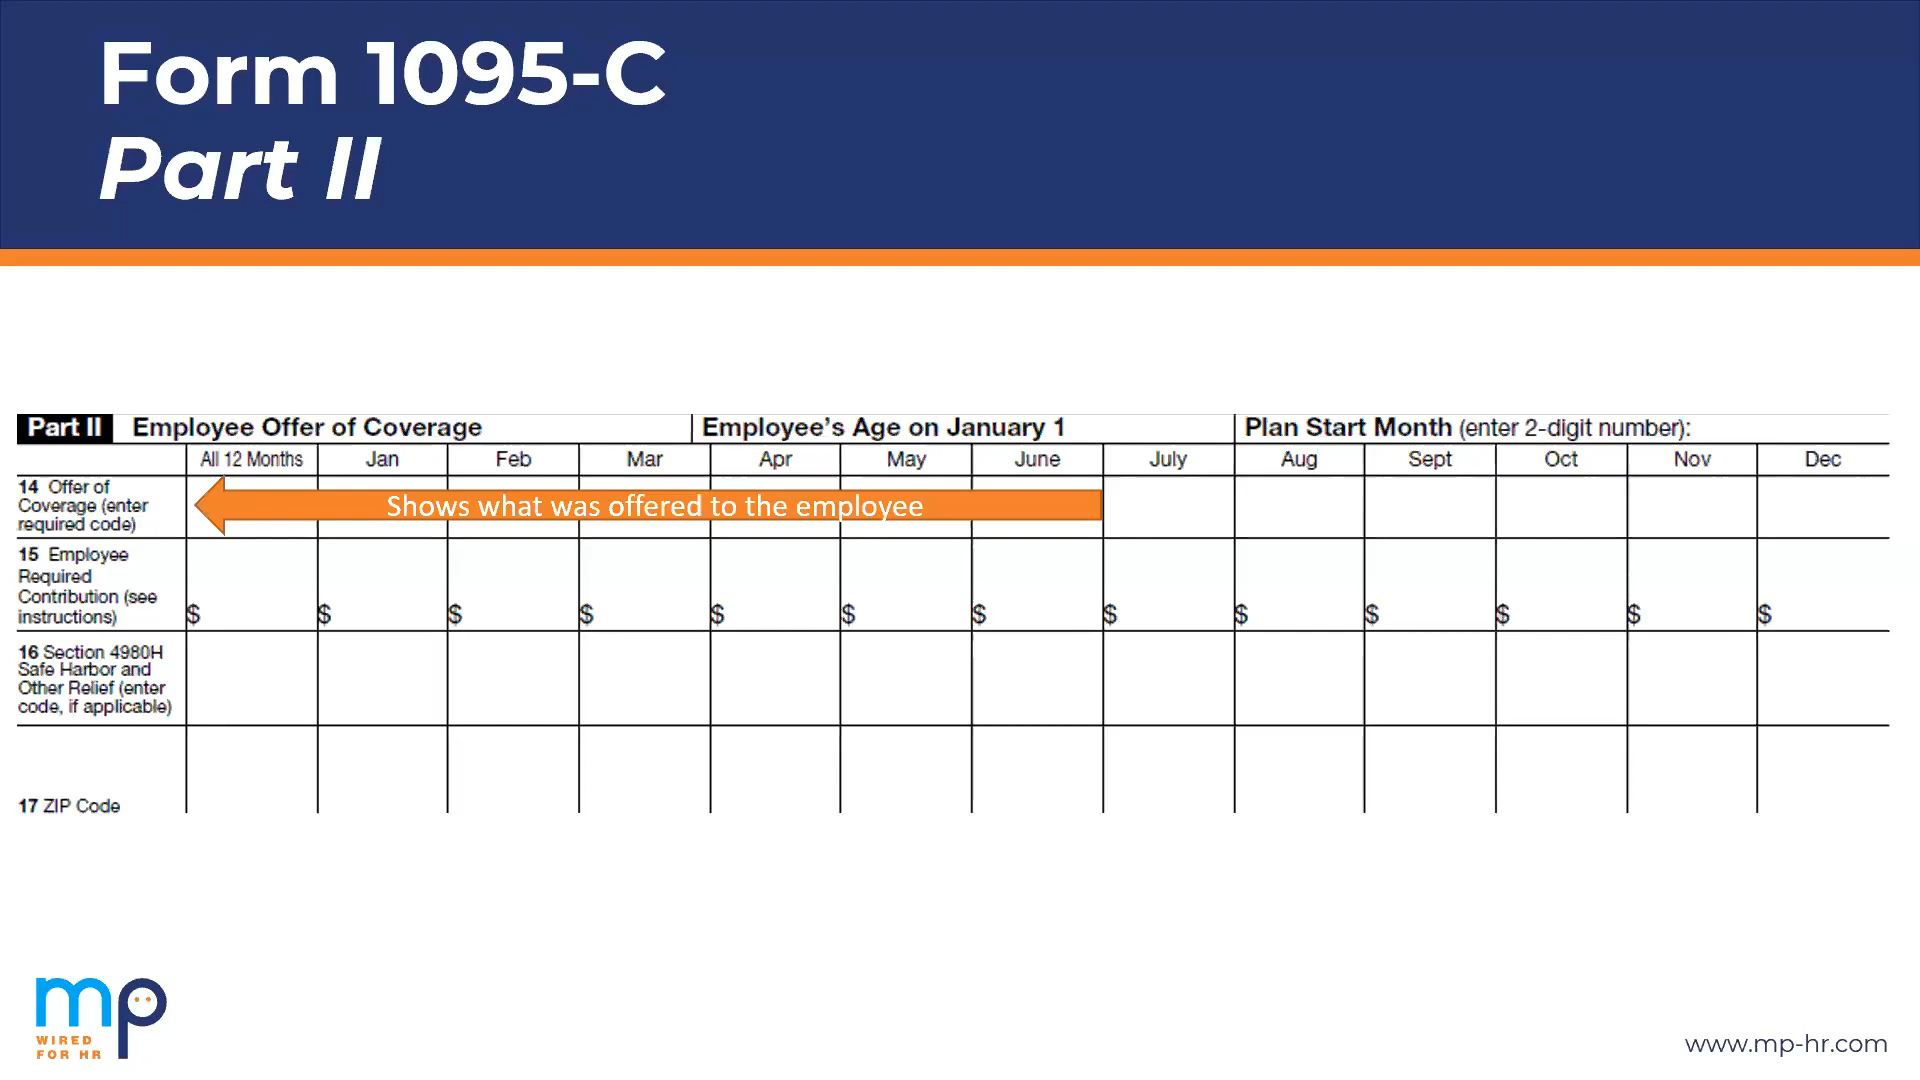 Form 1095-C
Part II
Part II Employee Offer of Coverage Employee's Age on January 1 Plan Start Month (enter 2-digit number):
All 12 Months Jan Feb Mar Apr May June July Aug Sept Oct Nov Dec
14 Offer of
Coverage (enter
required code)
Shows what was offered to the employee
15 Employee
Required
Contribution (see
instructions)
$ $ $ $ $ $ $ $ $ $ $ $ $
16 Section 4980H
Safe Harbor and
Other Relief (enter
code, if applicable)
17 ZIP Code
mp
WIRED
FOR HR
www.mp-hr.com